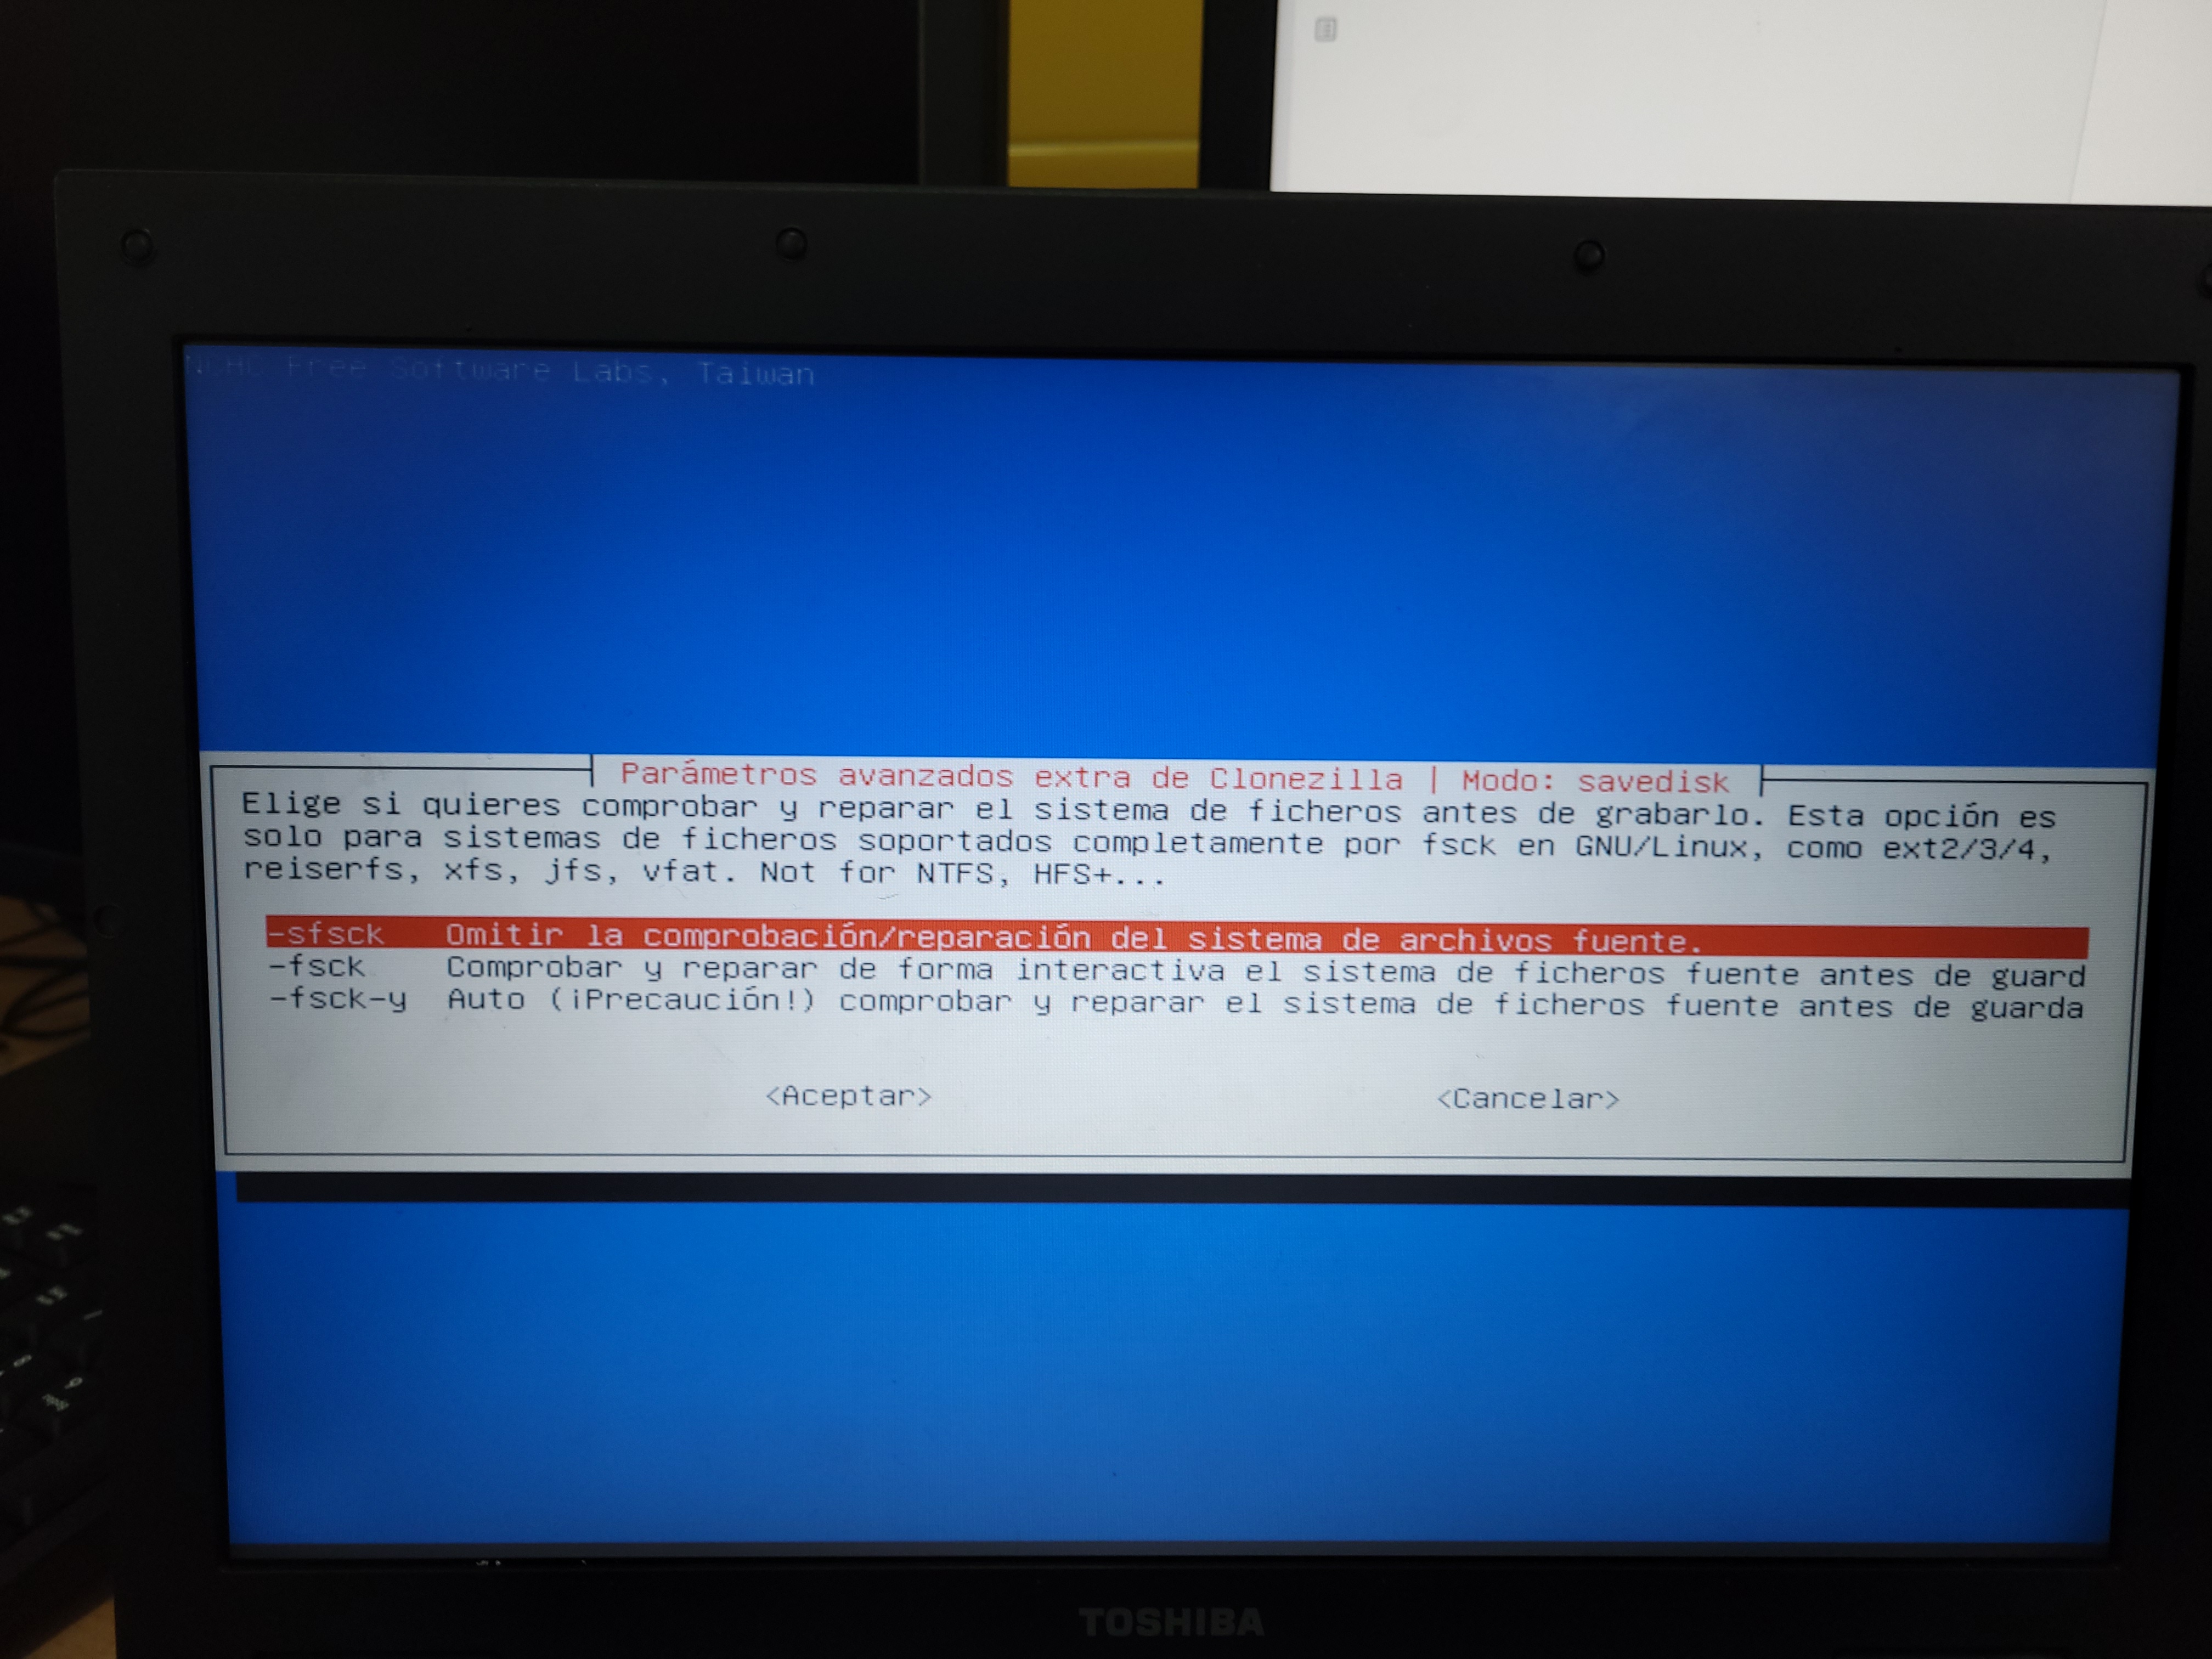 NCHC Free Software Labs, Taiwan
Parámetros avanzados extra de Clonezilla | Modo: savedisk
Elige si quieres comprobar y reparar el sistema de ficheros antes de grabarlo. Esta opción es
solo para sistemas de ficheros soportados completamente por fsck en GNU/Linux, como ext2/3/4,
reiserfs, xfs, jfs, vfat. Not for NTFS, HFS+...
-sfsck Omitir la comprobación/reparación del sistema de archivos fuente.
-fsck Comprobar y reparar de forma interactiva el sistema de ficheros fuente antes de guard
-fsck-y Auto (¡Precaución!) comprobar y reparar el sistema de ficheros fuente antes de guarda
<Aceptar> <Cancelar>
TOSHIBA